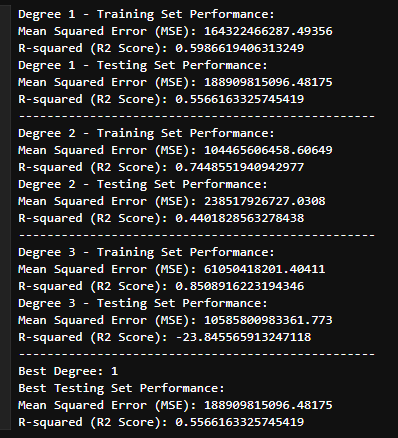 Degree 1 - Training Set Performance:
Mean Squared Error (MSE): 164322466287.49356
R-squared (R2 Score): 0.5986619406313249
Degree 1 - Testing Set Performance:
Mean Squared Error (MSE): 188909815096.48175
R-squared (R2 Score): 0.5566163325745419
--------------------------------------------------
Degree 2 - Training Set Performance:
Mean Squared Error (MSE): 104465606458.60649
R-squared (R2 Score): 0.7448551940942977
Degree 2 - Testing Set Performance:
Mean Squared Error (MSE): 238517926727.0308
R-squared (R2 Score): 0.4401828563278438
--------------------------------------------------
Degree 3 - Training Set Performance:
Mean Squared Error (MSE): 61050418201.40411
R-squared (R2 Score): 0.8508916223194346
Degree 3 - Testing Set Performance:
Mean Squared Error (MSE): 10585800983361.773
R-squared (R2 Score): -23.845565913247118
--------------------------------------------------
Best Degree: 1
Best Testing Set Performance:
Mean Squared Error (MSE): 188909815096.48175
R-squared (R2 Score): 0.5566163325745419